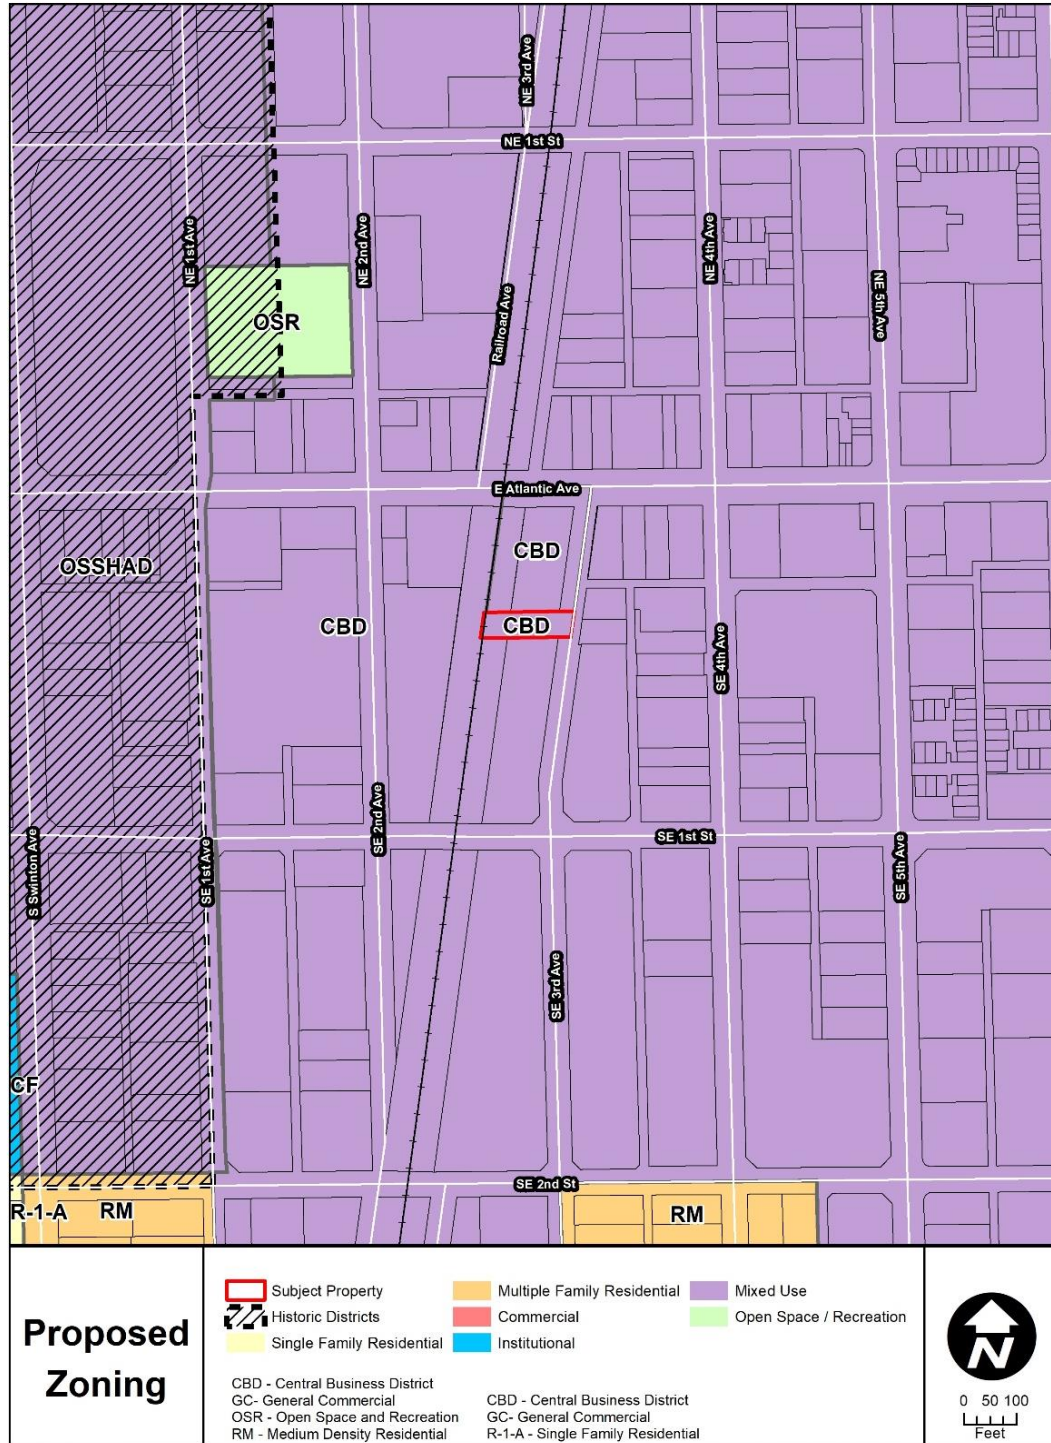 NE 3rd Ave
NE 1st St
NE 1st Ave
NE 2nd Ave
NE 4th Ave
NE 5th Ave
Railroad Ave
OSR
E Atlantic Ave
CBD
OSSHAD
CBD
CBD
SE 4th Ave
SE 2nd Ave
SE 1st St
S Swinton Ave
SE 1st Ave
SE 5th Ave
SE 3rd Ave
CF
SE 2nd St
R-1-A
RM
RM
Proposed
Zoning
Subject Property
Historic Districts
Single Family Residential
Multiple Family Residential
Commercial
Institutional
Mixed Use
Open Space / Recreation
CBD - Central Business District
GC- General Commercial
OSR - Open Space and Recreation
RM - Medium Density Residential
CBD - Central Business District
GC- General Commercial
R-1-A - Single Family Residential
N
0 50 100
Feet